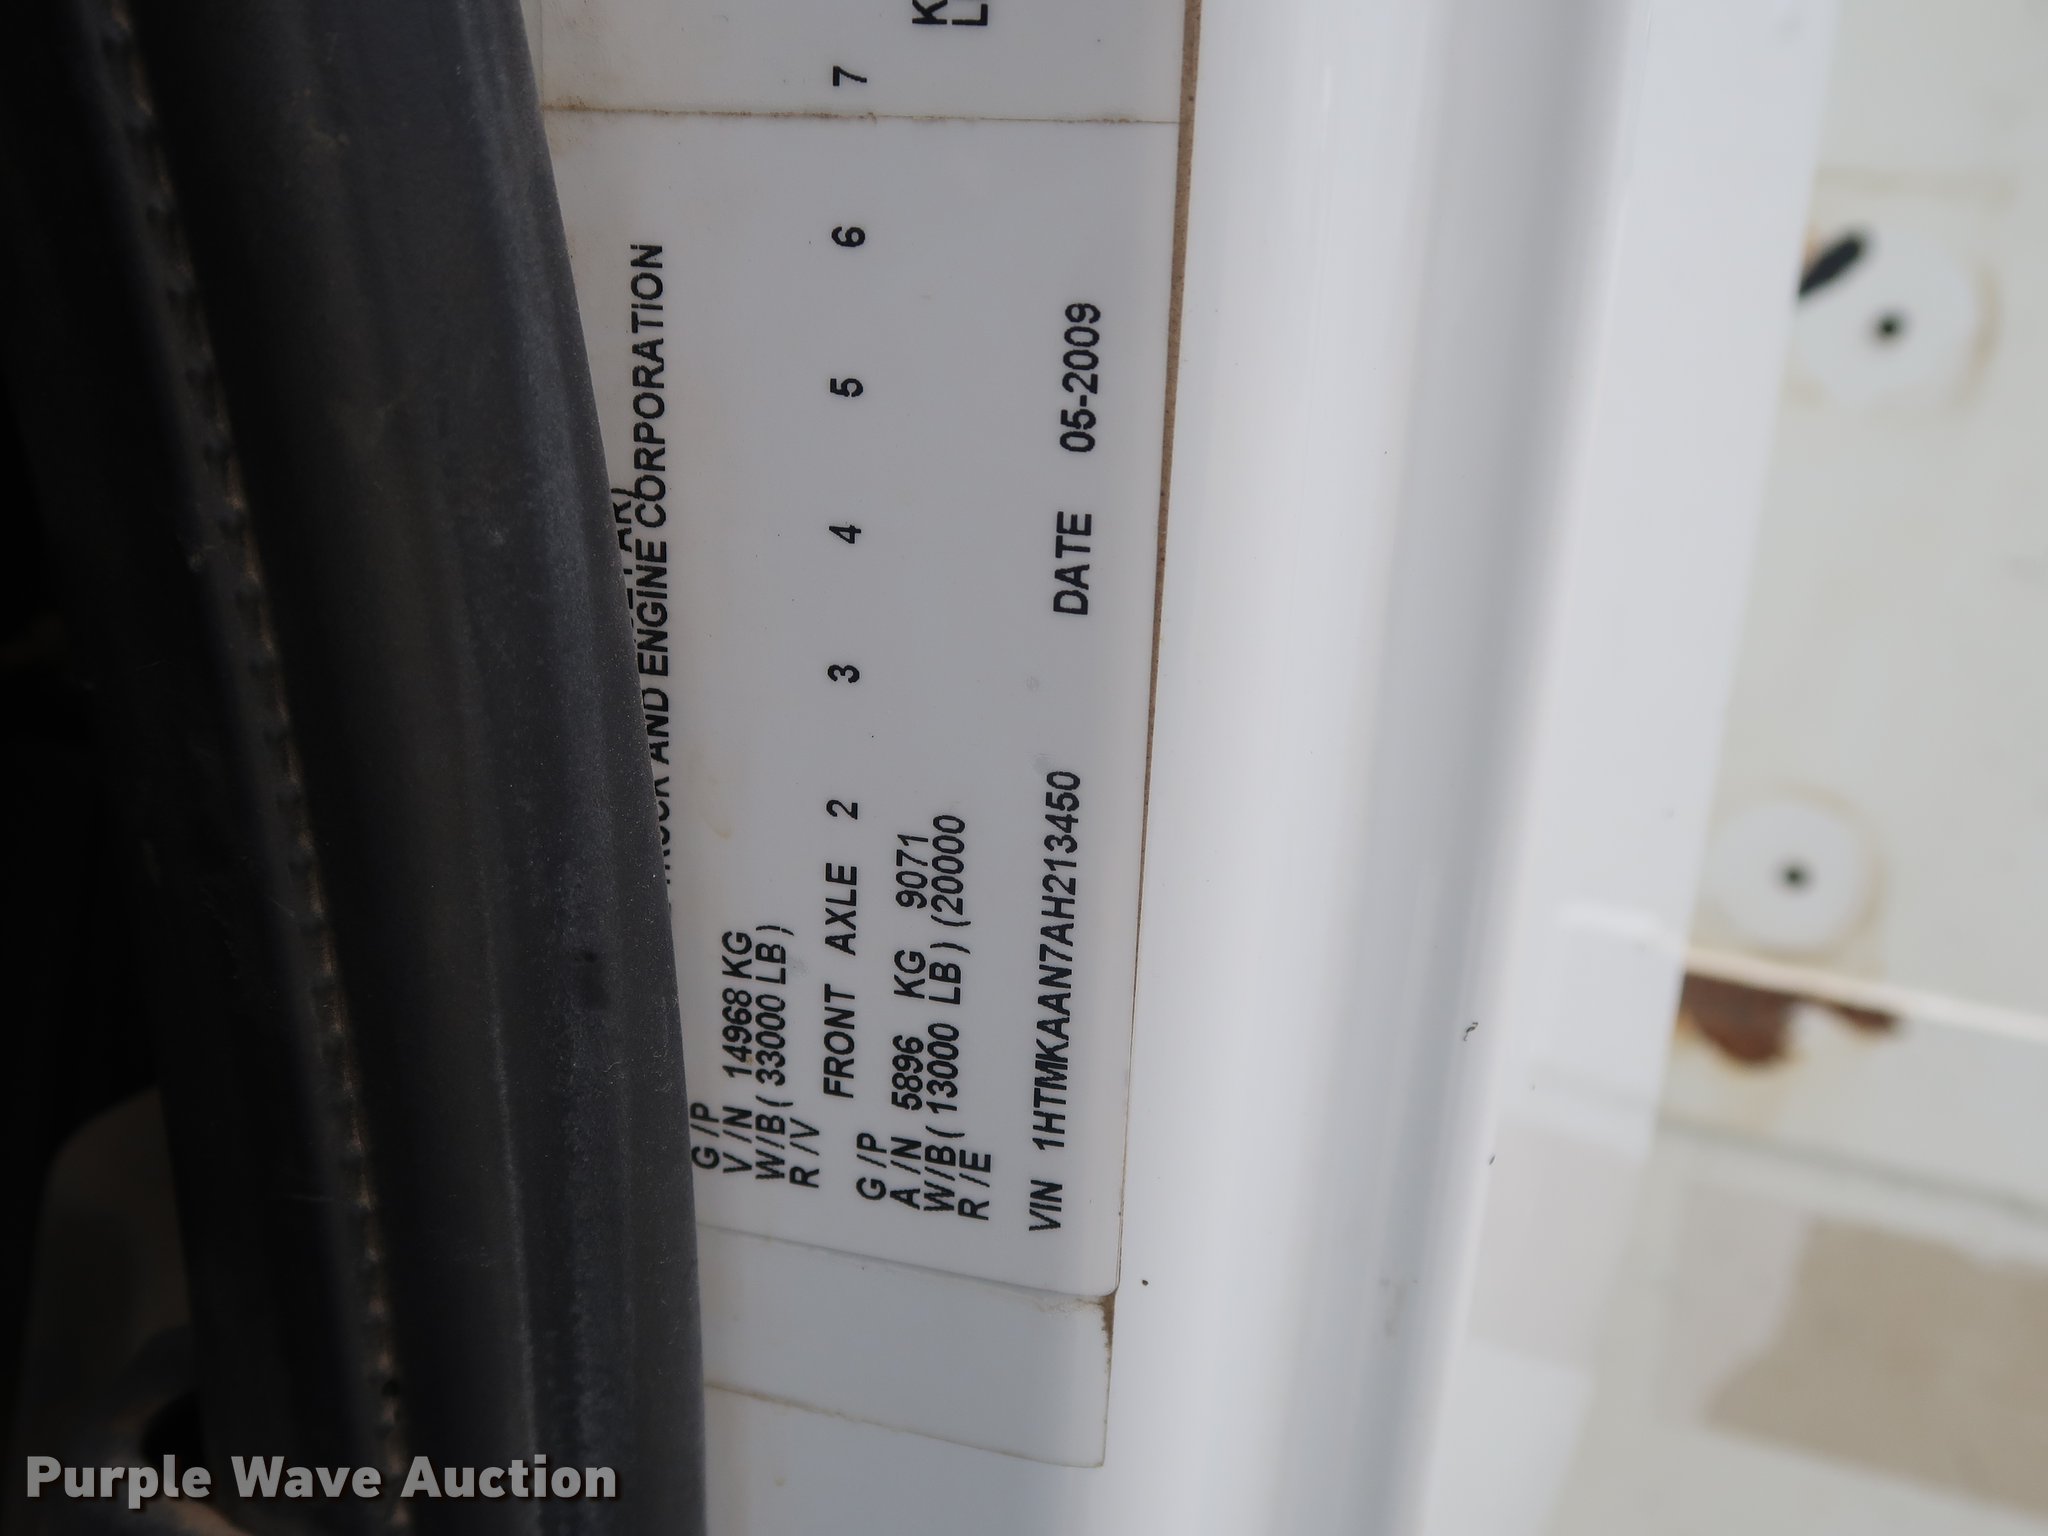 AND ENGINE CORPORATION
G/P
V/N 14968 KG
W/B( 33000 LB)
R/V
FRONT AXLE 2 3 4 5 6 7
G/P
A/N 5896 KG 9071
W/B( 13000 LB) (20000
R/E
VIN 1HTMKAAN7AH213450 DATE 05-2009
Purple Wave Auction